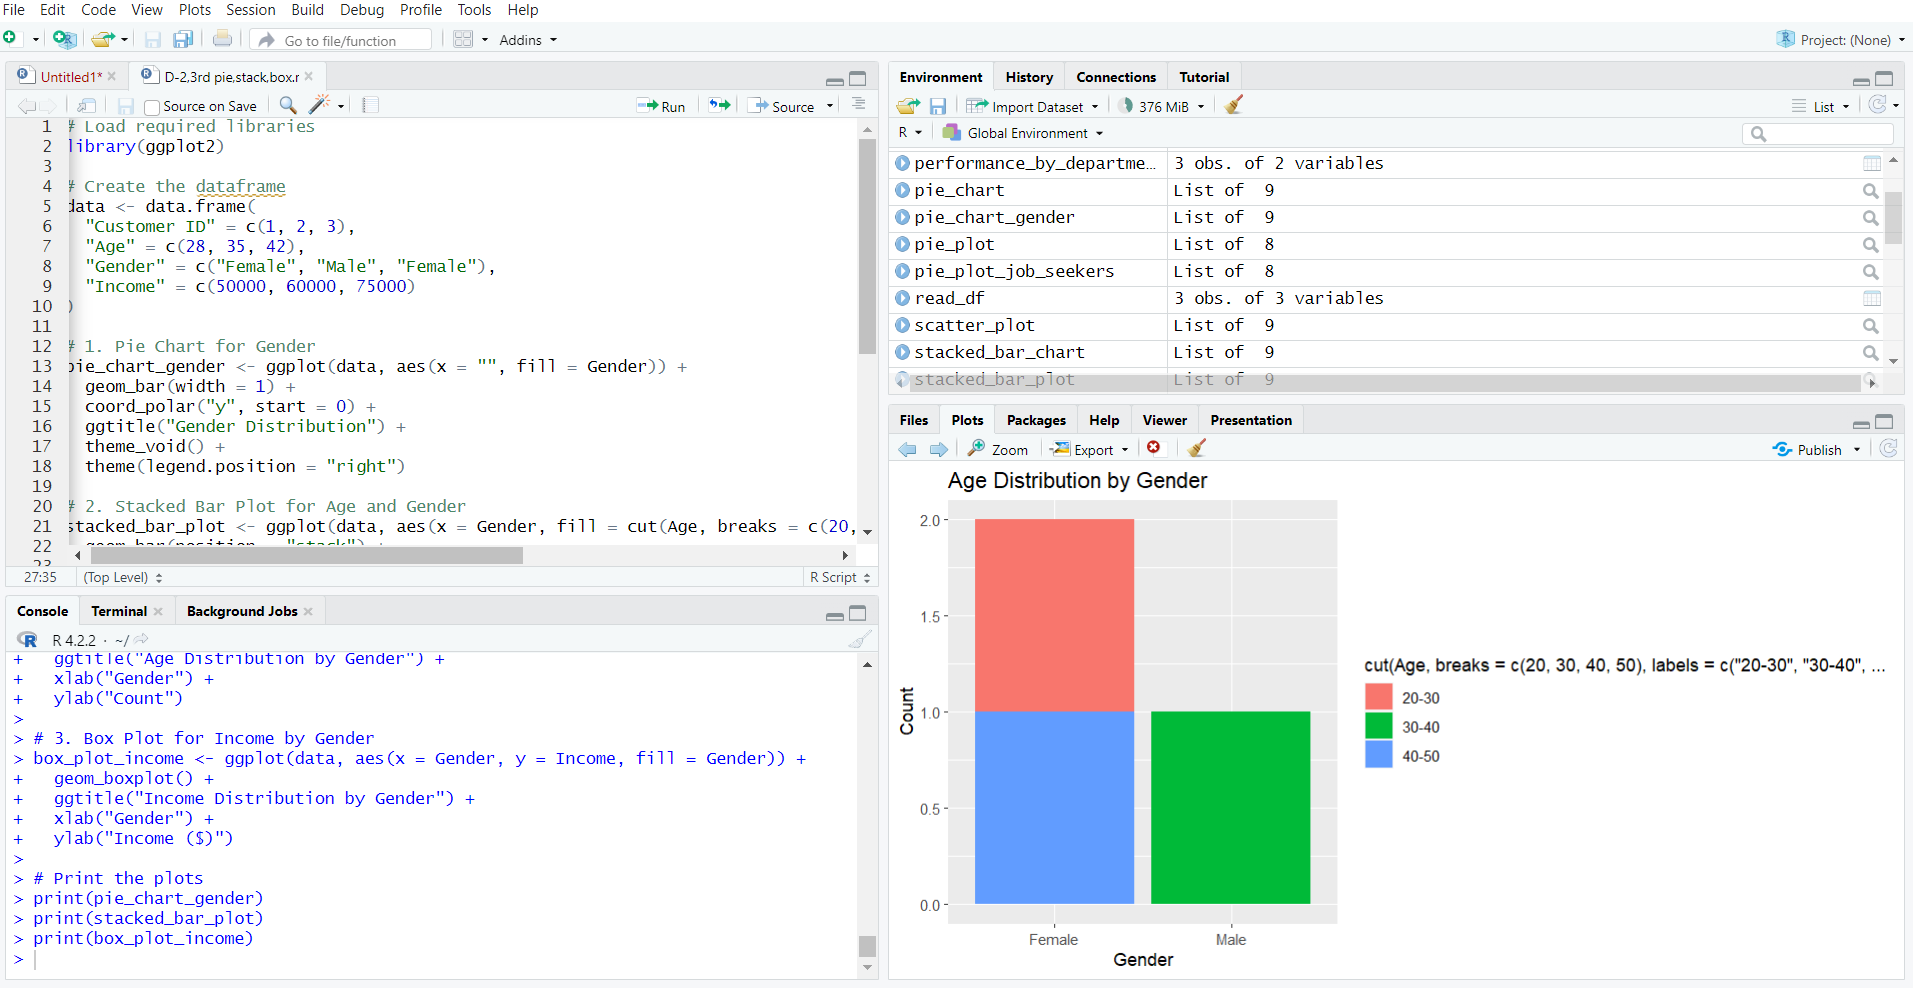 File Edit Code View Plots Session Build Debug Profile Tools Help
Go to file/function Addins Project: (None)
Untitled1* D-2,3rd pie,stack,box.r
Source on Save Run Source
1 # Load required libraries
2 library(ggplot2)
3
4 # Create the dataframe
5 data <- data.frame(
6 "Customer ID" = c(1, 2, 3),
7 "Age" = c(28, 35, 42),
8 "Gender" = c("Female", "Male", "Female"),
9 "Income" = c(50000, 60000, 75000)
10 )
11
12 # 1. Pie Chart for Gender
13 pie_chart_gender <- ggplot(data, aes(x = "", fill = Gender)) +
14 geom_bar(width = 1) +
15 coord_polar("y", start = 0) +
16 ggtitle("Gender Distribution") +
17 theme_void() +
18 theme(legend.position = "right")
19
20 # 2. Stacked Bar Plot for Age and Gender
21 stacked_bar_plot <- ggplot(data, aes(x = Gender, fill = cut(Age, breaks = c(20,
22 geom_bar(position = "stack") +
23
27:35 (Top Level) R Script
Console Terminal Background Jobs
R 4.2.2 · ~/
+ ggtitle("Age Distribution by Gender") +
+ xlab("Gender") +
+ ylab("Count")
>
> # 3. Box Plot for Income by Gender
> box_plot_income <- ggplot(data, aes(x = Gender, y = Income, fill = Gender)) +
+ geom_boxplot() +
+ ggtitle("Income Distribution by Gender") +
+ xlab("Gender") +
+ ylab("Income ($)")
>
> # Print the plots
> print(pie_chart_gender)
> print(stacked_bar_plot)
> print(box_plot_income)
>
Environment History Connections Tutorial
Import Dataset 376 MiB List
R Global Environment
performance_by_departme… 3 obs. of 2 variables
pie_chart List of 9
pie_chart_gender List of 9
pie_plot List of 8
pie_plot_job_seekers List of 8
read_df 3 obs. of 3 variables
scatter_plot List of 9
stacked_bar_chart List of 9
stacked_bar_plot List of 9
Files Plots Packages Help Viewer Presentation
Zoom Export Publish
Age Distribution by Gender
2.0
1.5
1.0
0.5
0.0
Count
Female Male
Gender
cut(Age, breaks = c(20, 30, 40, 50), labels = c("20-30", "30-40", ...
20-30
30-40
40-50